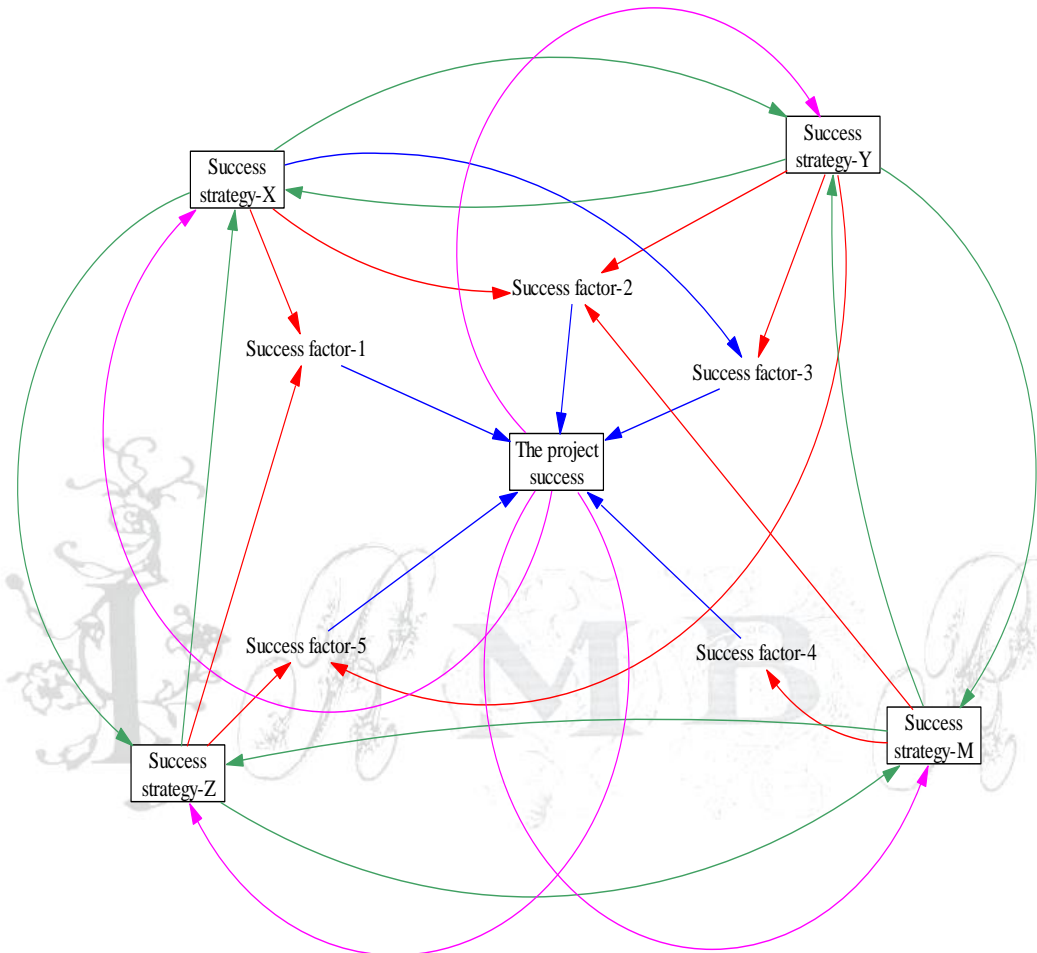 Success
strategy-Y
Success
strategy-X
Success factor-2
Success factor-1
Success factor-3
The project
success
Success factor-5
Success factor-4
Success
strategy-M
Success
strategy-Z
I B M R D